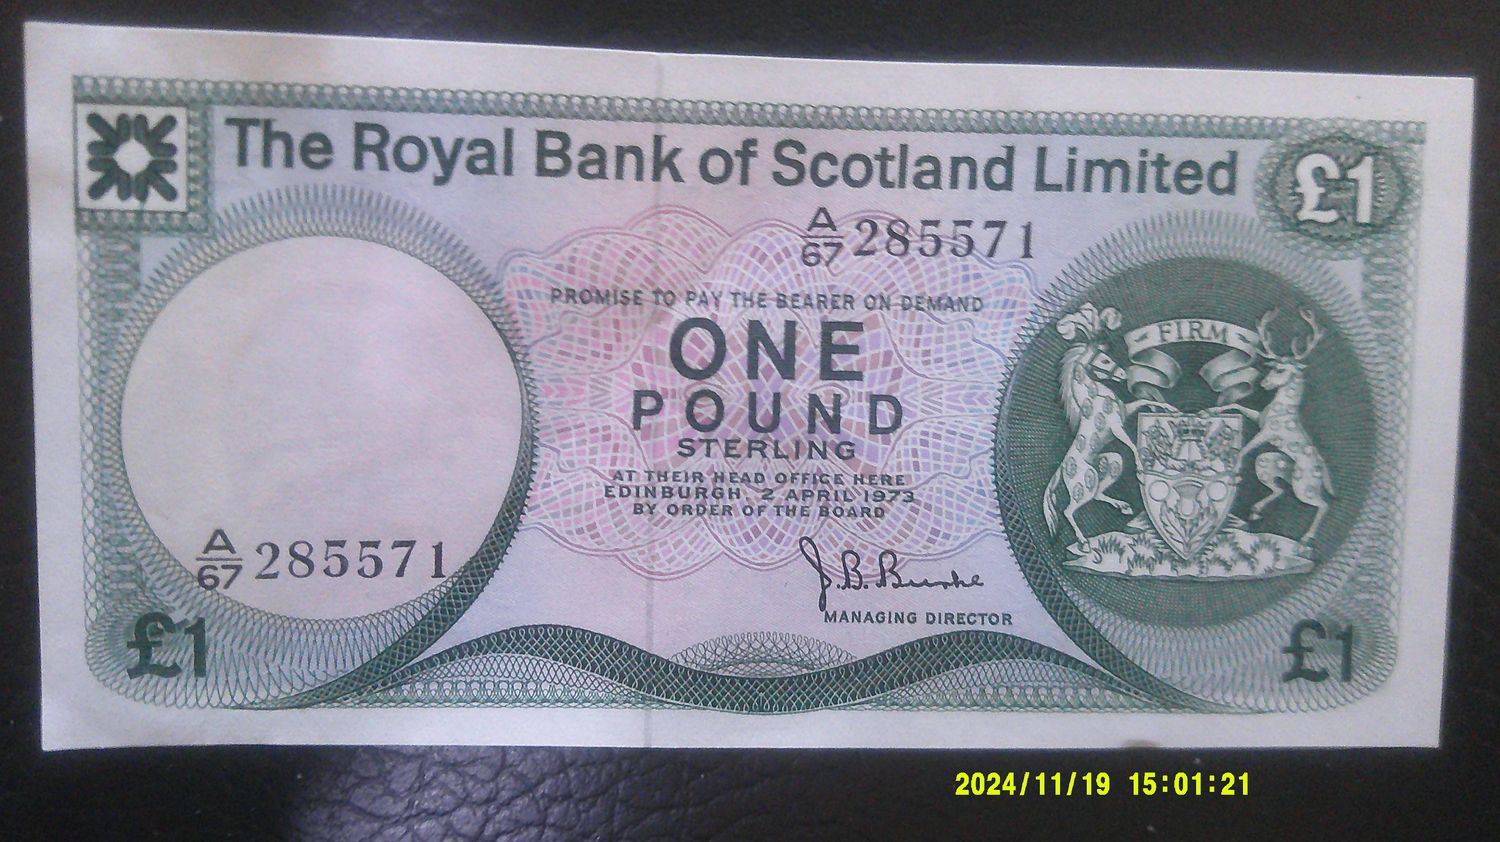 The Royal Bank of Scotland Limited
£1
A/67 285571
PROMISE TO PAY THE BEARER ON DEMAND
ONE
POUND
STERLING
AT THEIR HEAD OFFICE HERE
EDINBURGH, 2 APRIL 1973
BY ORDER OF THE BOARD
J. B. Burke
MANAGING DIRECTOR
FIRM
A/67 285571
£1
£1
2024/11/19 15:01:21